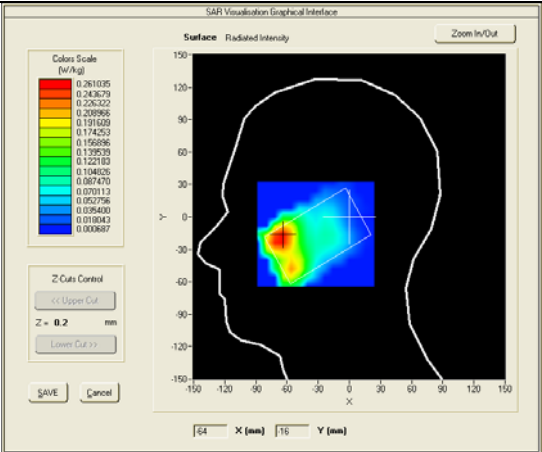 SAR Visualisation Graphical Interface
Surface Radiated Intensity
Zoom In/Out
Colors Scale
(W/kg)
0.261035
0.243679
0.226322
0.208966
0.191609
0.174253
0.156896
0.139539
0.122183
0.104826
0.087470
0.070113
0.052756
0.035400
0.018043
0.000687
150
120
90
60
30
0
-30
-60
-90
-120
-150
Y
-150 -120 -90 -60 -30 0 30 60 90 120 150
X
Z-Cuts Control
<< Upper Cut
Z = 0.2 mm
Lower Cut >>
SAVE Cancel
-64 X (mm) -16 Y (mm)